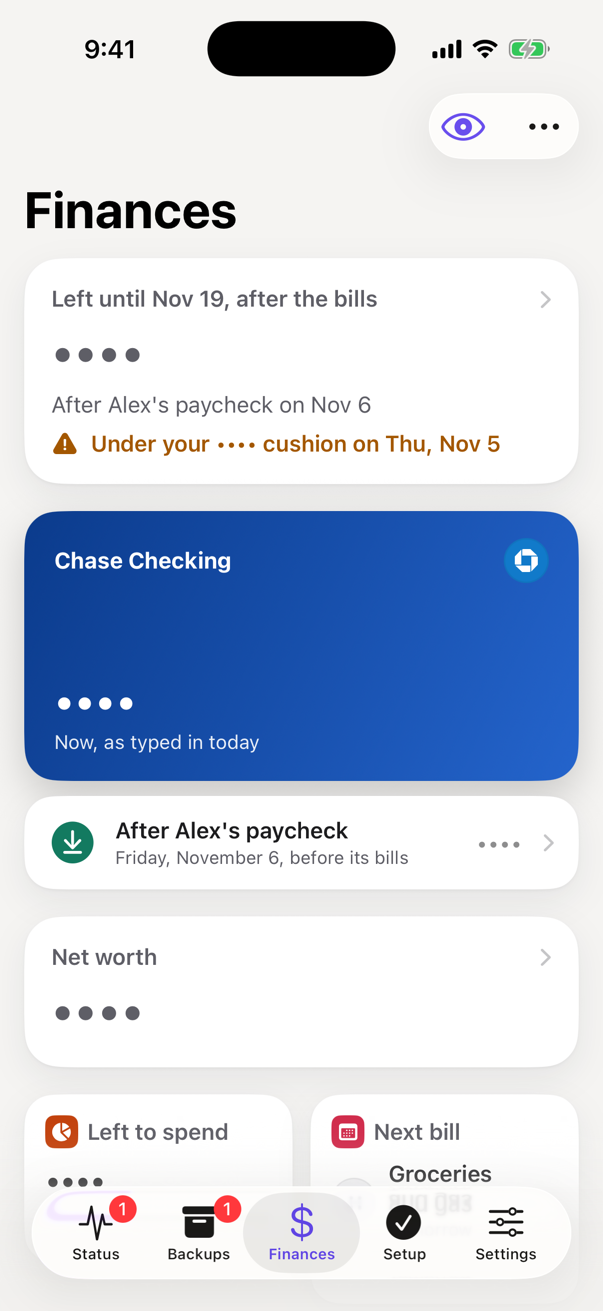 9:41
Finances
Left until Nov 19, after the bills
••••
After Alex's paycheck on Nov 6
Under your •••• cushion on Thu, Nov 5
Chase Checking
••••
Now, as typed in today
After Alex's paycheck
Friday, November 6, before its bills
••••
Net worth
••••
Left to spend
••••
Next bill
Groceries
and gas
1
1
Status
Backups
Finances
Setup
Settings